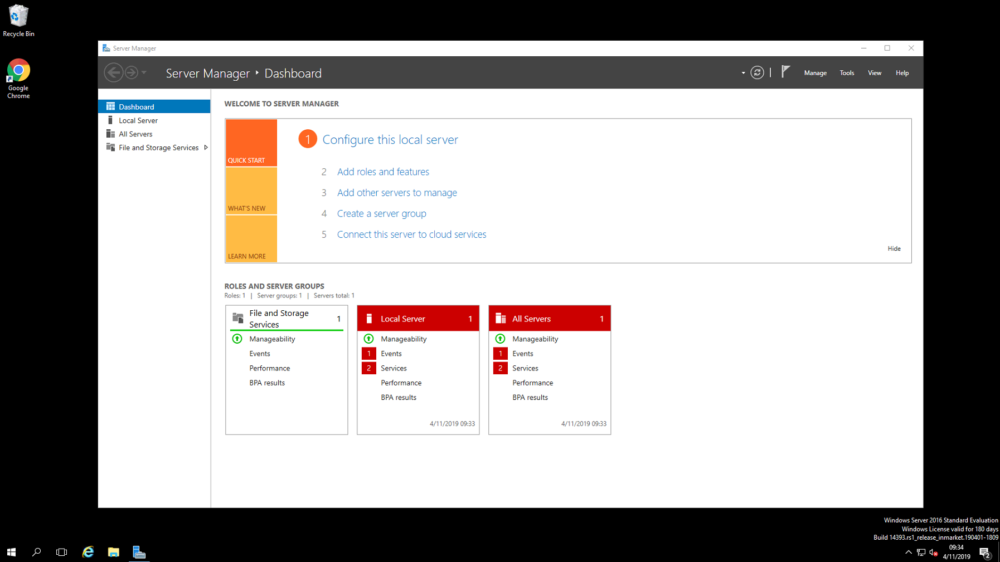 Recycle Bin
Google
Chrome
Server Manager
Server Manager ‣ Dashboard
Manage
Tools
View
Help
Dashboard
Local Server
All Servers
File and Storage Services
WELCOME TO SERVER MANAGER
QUICK START
WHAT'S NEW
LEARN MORE
1 Configure this local server
2 Add roles and features
3 Add other servers to manage
4 Create a server group
5 Connect this server to cloud services
Hide
ROLES AND SERVER GROUPS
Roles: 1 | Server groups: 1 | Servers total: 1
File and Storage
Services 1
Manageability
Events
Performance
BPA results
Local Server 1
Manageability
1 Events
2 Services
Performance
BPA results
4/11/2019 09:33
All Servers 1
Manageability
1 Events
2 Services
Performance
BPA results
4/11/2019 09:33
Windows Server 2016 Standard Evaluation
Windows License valid for 180 days
Build 14393.rs1_release_inmarket.190401-1809
09:34
4/11/2019
2